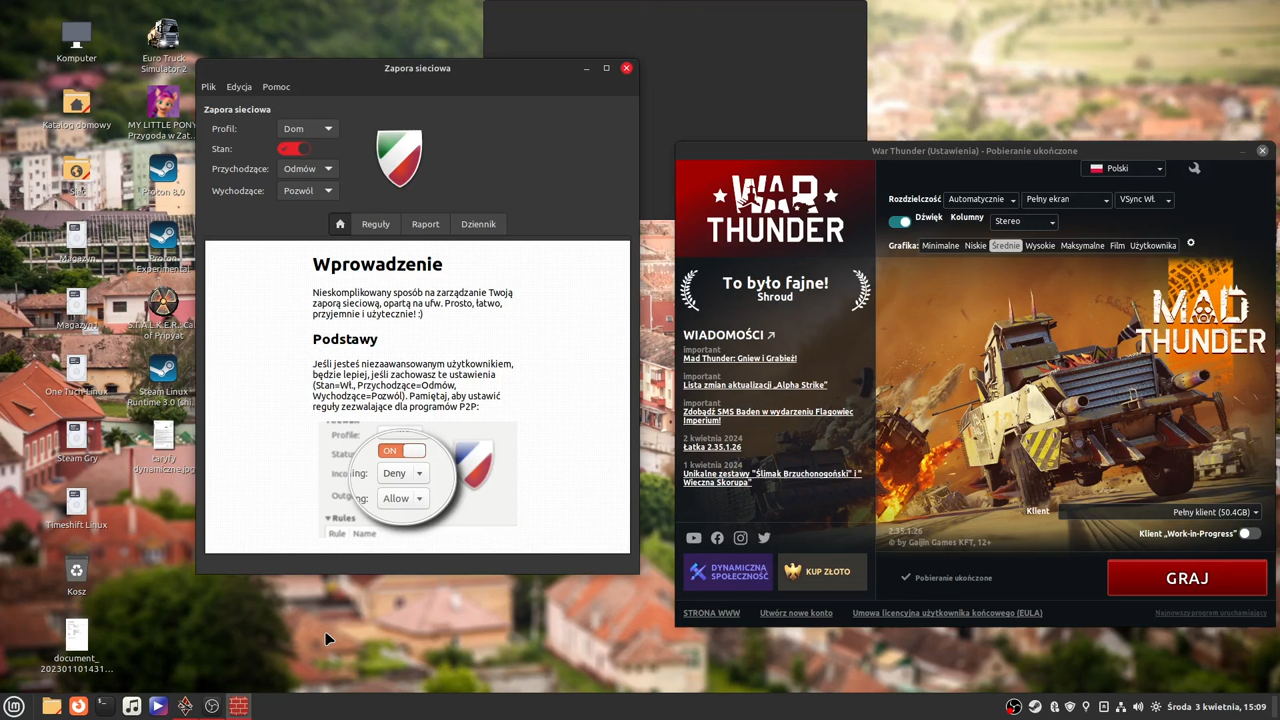 Komputer
Euro Truck
Simulator 2
Katalog domowy
MY LITTLE PONY
Przygoda w Zat...
Sieć
Proton 8.0
Magazyn
Proton
Experimental
Magazyn1
S.T.A.L.K.E.R.: Cal
of Pripyat
One Tuch Linux
Steam Linux
Runtime 3.0 (sni...
Steam Gry
taryfy
dynamiczne.jpg
Timeshift Linux
Kosz
document_
202301101431...
Zapora sieciowa
Plik
Edycja
Pomoc
Zapora sieciowa
Profil:
Dom
Stan:
Przychodzące:
Odmów
Wychodzące:
Pozwól
Reguły
Raport
Dziennik
Wprowadzenie
Nieskomplikowany sposób na zarządzanie Twoją
zaporą sieciową, opartą na ufw. Prosto, łatwo,
przyjemnie i użytecznie! :)
Podstawy
Jeśli jesteś niezaawansowanym użytkownikiem,
będzie lepiej, jeśli zachowasz te ustawienia
(Stan=Wł., Przychodzące=Odmów,
Wychodzące=Pozwól). Pamiętaj, aby ustawić
reguły zezwalające dla programów P2P:
Profile:
ON
Deny
Allow
Rules
Rule
Name
War Thunder (Ustawienia) - Pobieranie ukończone
Polski
WAR
THUNDER
Rozdzielczość
Automatycznie
Pełny ekran
VSync Wł.
Dźwięk
Kolumny
Stereo
Grafika:
Minimalne
Niskie
Średnie
Wysokie
Maksymalne
Film
Użytkownika
To było fajne!
Shroud
WIADOMOŚCI
important
Mad Thunder: Gniew i Grabież!
important
Lista zmian aktualizacji „Alpha Strike”
important
Zdobądź SMS Baden w wydarzeniu Flagowiec
Imperium!
2 kwietnia 2024
Łatka 2.35.1.26
1 kwietnia 2024
Unikalne zestawy "Ślimak Brzuchonogoński" i "
Wieczna Skorupa"
MAD
THUNDER
Klient
Pełny klient (50.4GB)
2.35.1.26
© by Gaijin Games KFT, 12+
Klient „Work-in-Progress”
DYNAMICZNA
SPOŁECZNOŚĆ
KUP ZŁOTO
Pobieranie ukończone
GRAJ
STRONA WWW
Utwórz nowe konto
Umowa licencyjna użytkownika końcowego (EULA)
Najnowszy program uruchamiający
Środa 3 kwietnia, 15:09